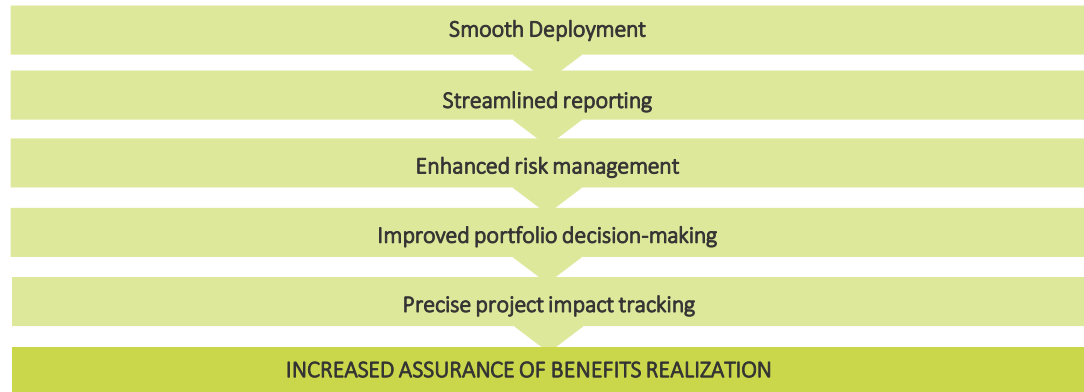 Smooth Deployment
Streamlined reporting
Enhanced risk management
Improved portfolio decision-making
Precise project impact tracking
INCREASED ASSURANCE OF BENEFITS REALIZATION